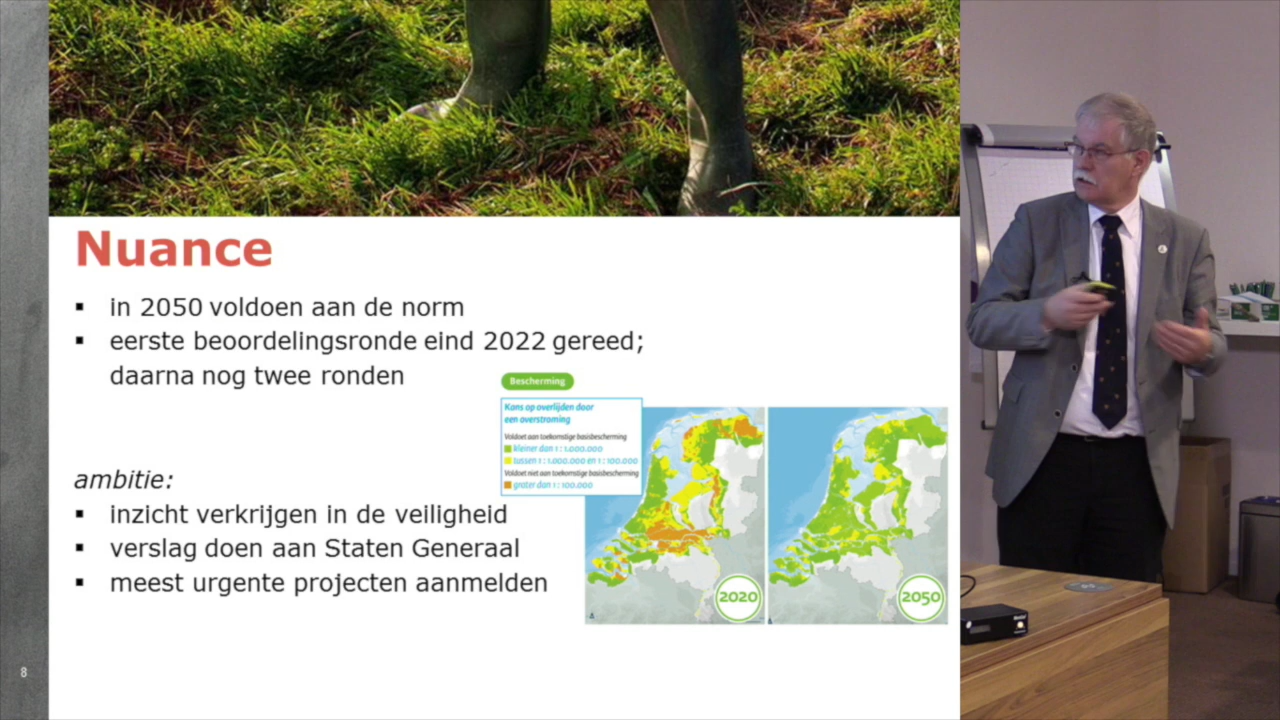 Nuance
▪ in 2050 voldoen aan de norm
▪ eerste beoordelingsronde eind 2022 gereed;
daarna nog twee ronden
Bescherming
Kans op overlijden door
een overstroming
Voldoet aan toekomstige basisbescherming
kleiner dan 1 : 1.000.000
tussen 1 : 1.000.000 en 1 : 100.000
Voldoet niet aan toekomstige basisbescherming
groter dan 1 : 100.000
ambitie:
▪ inzicht verkrijgen in de veiligheid
▪ verslag doen aan Staten Generaal
▪ meest urgente projecten aanmelden
2020
2050
8